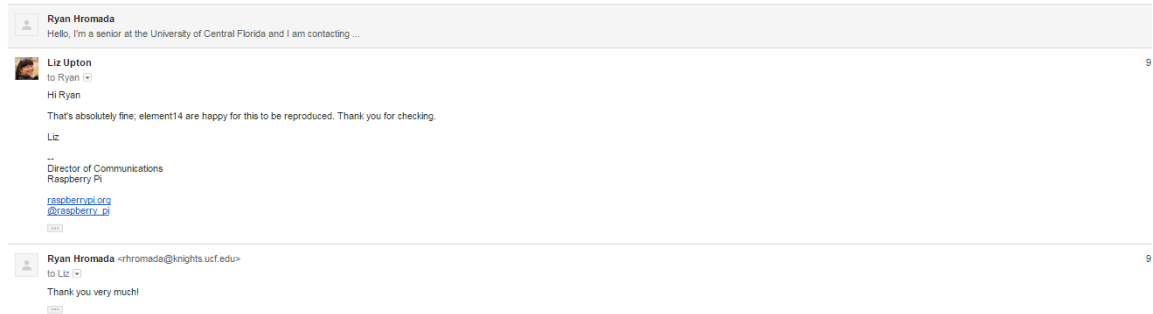 Ryan Hromada
Hello, I'm a senior at the University of Central Florida and I am contacting ...
Liz Upton
9
to Ryan
Hi Ryan
That's absolutely fine; element14 are happy for this to be reproduced. Thank you for checking.
Liz
--
Director of Communications
Raspberry Pi
raspberrypi.org
@raspberry_pi
Ryan Hromada <rhromada@knights.ucf.edu>
9
to Liz
Thank you very much!